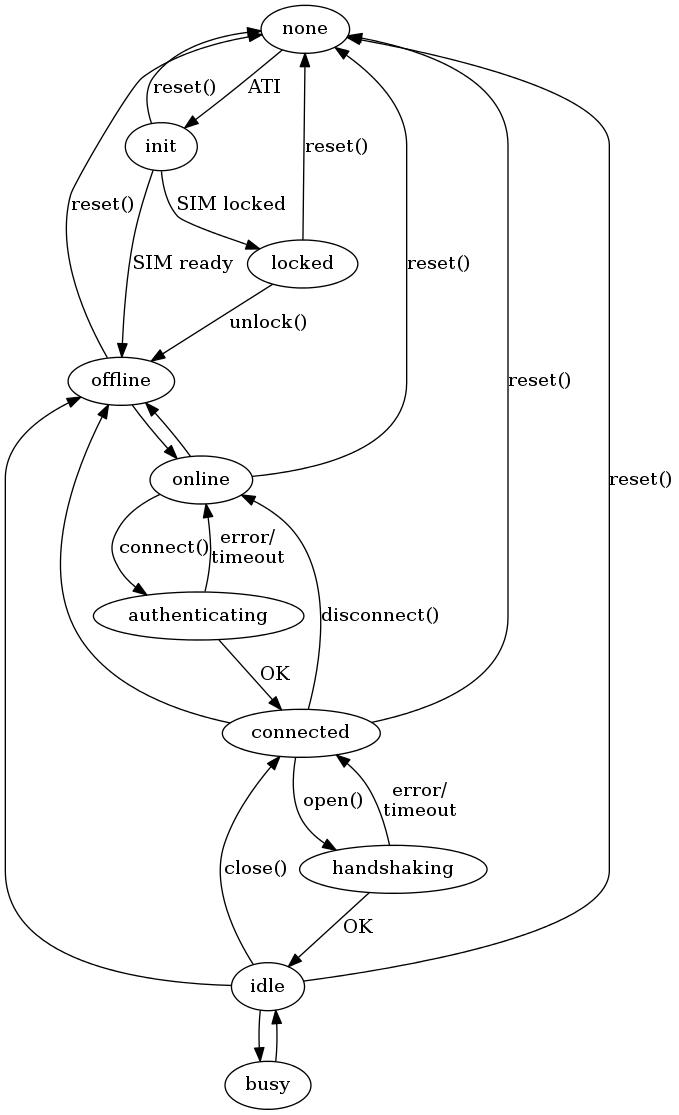 none
reset()
ATI
init
reset()
reset()
SIM locked
SIM ready
locked
reset()
unlock()
offline
reset()
online
reset()
connect()
error/
timeout
authenticating
disconnect()
OK
connected
error/
open()
timeout
close()
handshaking
OK
idle
busy